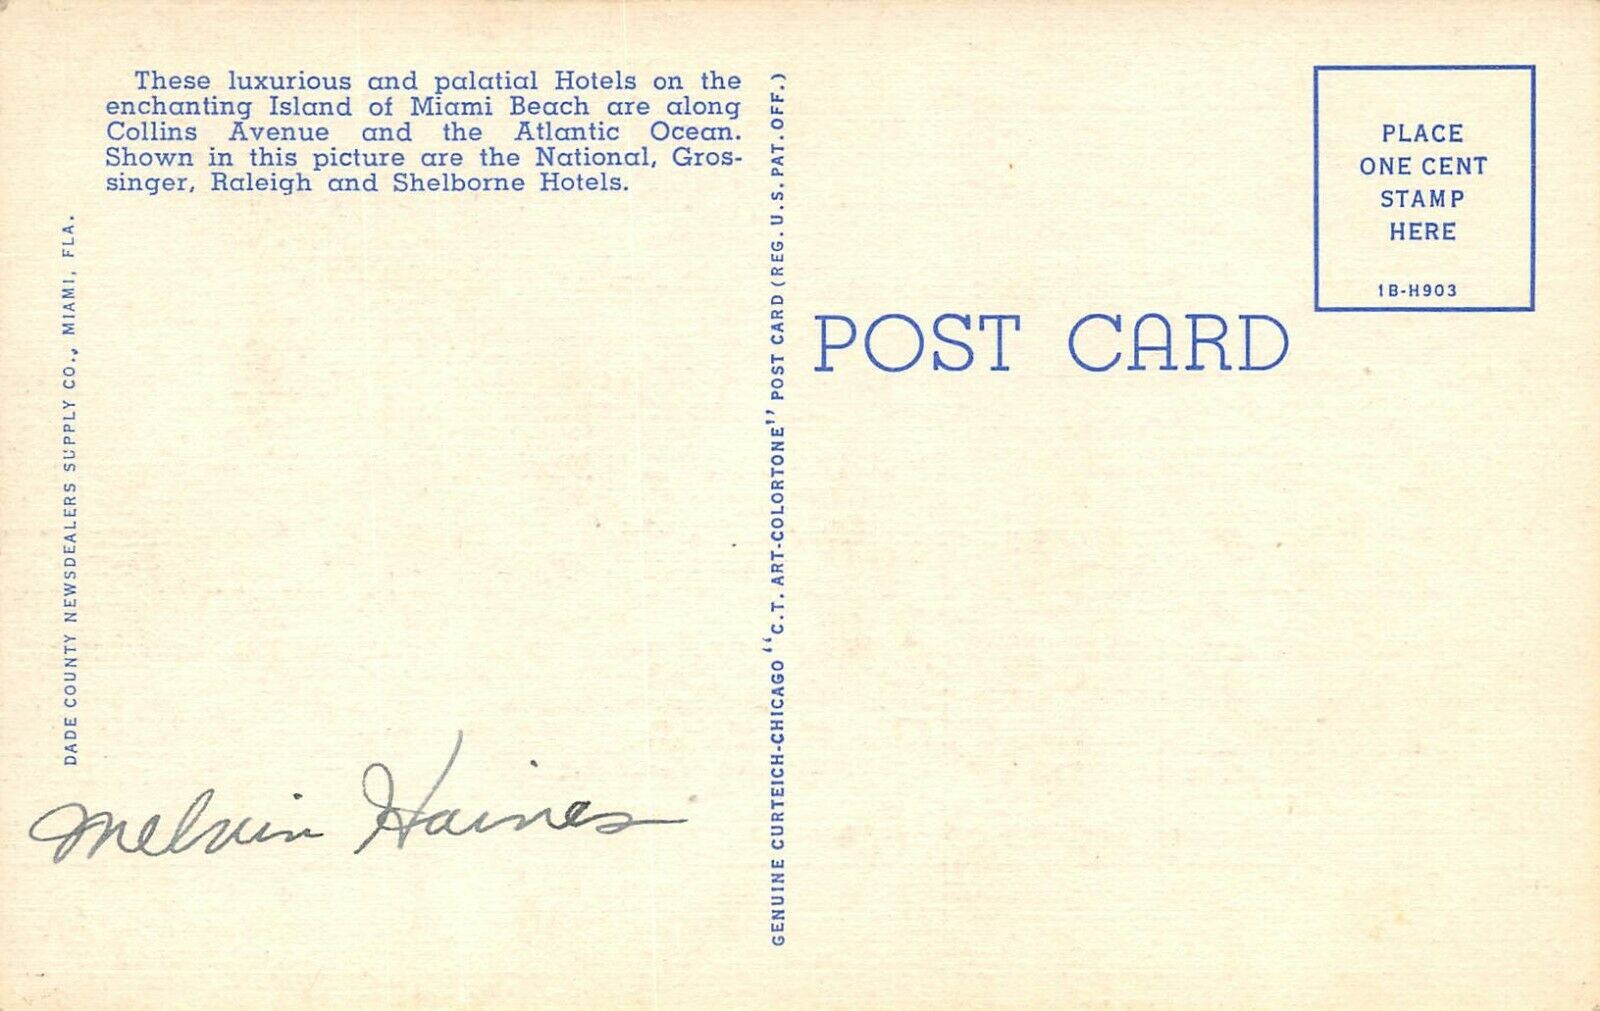 These luxurious and palatial Hotels on the
enchanting Island of Miami Beach are along
Collins Avenue and the Atlantic Ocean.
Shown in this picture are the National, Gros-
singer, Raleigh and Shelborne Hotels.
DADE COUNTY NEWSDEALERS SUPPLY CO., MIAMI, FLA.
Melvin Haines
GENUINE CURTEICH-CHICAGO "C.T. ART-COLORTONE" POST CARD (REG. U.S. PAT. OFF.)
POST CARD
PLACE
ONE CENT
STAMP
HERE
1B-H903